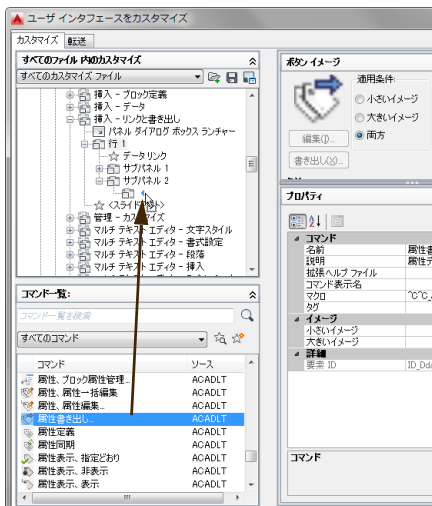 ユーザ インタフェースをカスタマイズ
カスタマイズ 転送
すべてのファイル 内のカスタマイズ
すべてのカスタマイズ ファイル
挿入 - ブロック定義
挿入 - データ
挿入 - リンクと書き出し
パネル ダイアログ ボックス ランチャー
行 1
データ リンク
サブパネル 1
サブパネル 2
管理 - カスタマイズ
マルチ テキスト エディター - 文字スタイル
マルチ テキスト エディター - 書式設定
マルチ テキスト エディター - 段落
マルチ テキスト エディター - 挿入
コマンド一覧:
コマンド一覧を検索
すべてのコマンド
コマンド ソース
属性、ブロック属性管理... ACADLT
属性、属性一括編集 ACADLT
属性、属性編集... ACADLT
属性書き出し... ACADLT
属性定義 ACADLT
属性同期 ACADLT
属性表示、指定どおり ACADLT
属性表示、非表示 ACADLT
属性表示、表示 ACADLT
ボタン イメージ
適用条件:
小さいイメージ
大きいイメージ
両方
編集(I)...
書き出し(X)...
プロパティ
コマンド
名前 属性書
説明 属性デ
拡張ヘルプ ファイル
コマンド表示名
マクロ ^C^C_
タグ
イメージ
小さいイメージ
大きいイメージ
詳細
要素 ID ID_Dda
コマンド